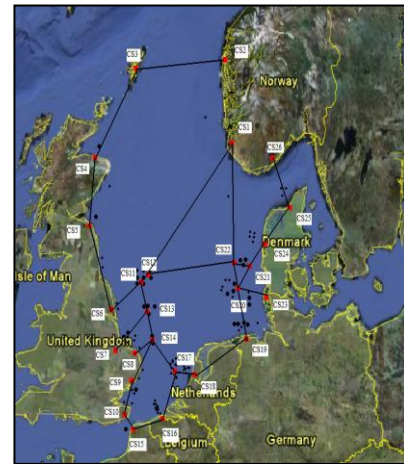 CS3
CS2
Norway
CS1
CS26
CS4
CS25
CS5
Denmark
CS24
CS22
CS12
CS11
CS21
Isle of Man
CS20
CS23
CS6
CS13
United Kingdom
CS14
CS19
CS7
CS8
CS17
CS9
CS18
Netherlands
CS10
CS16
CS15
Belgium
Germany